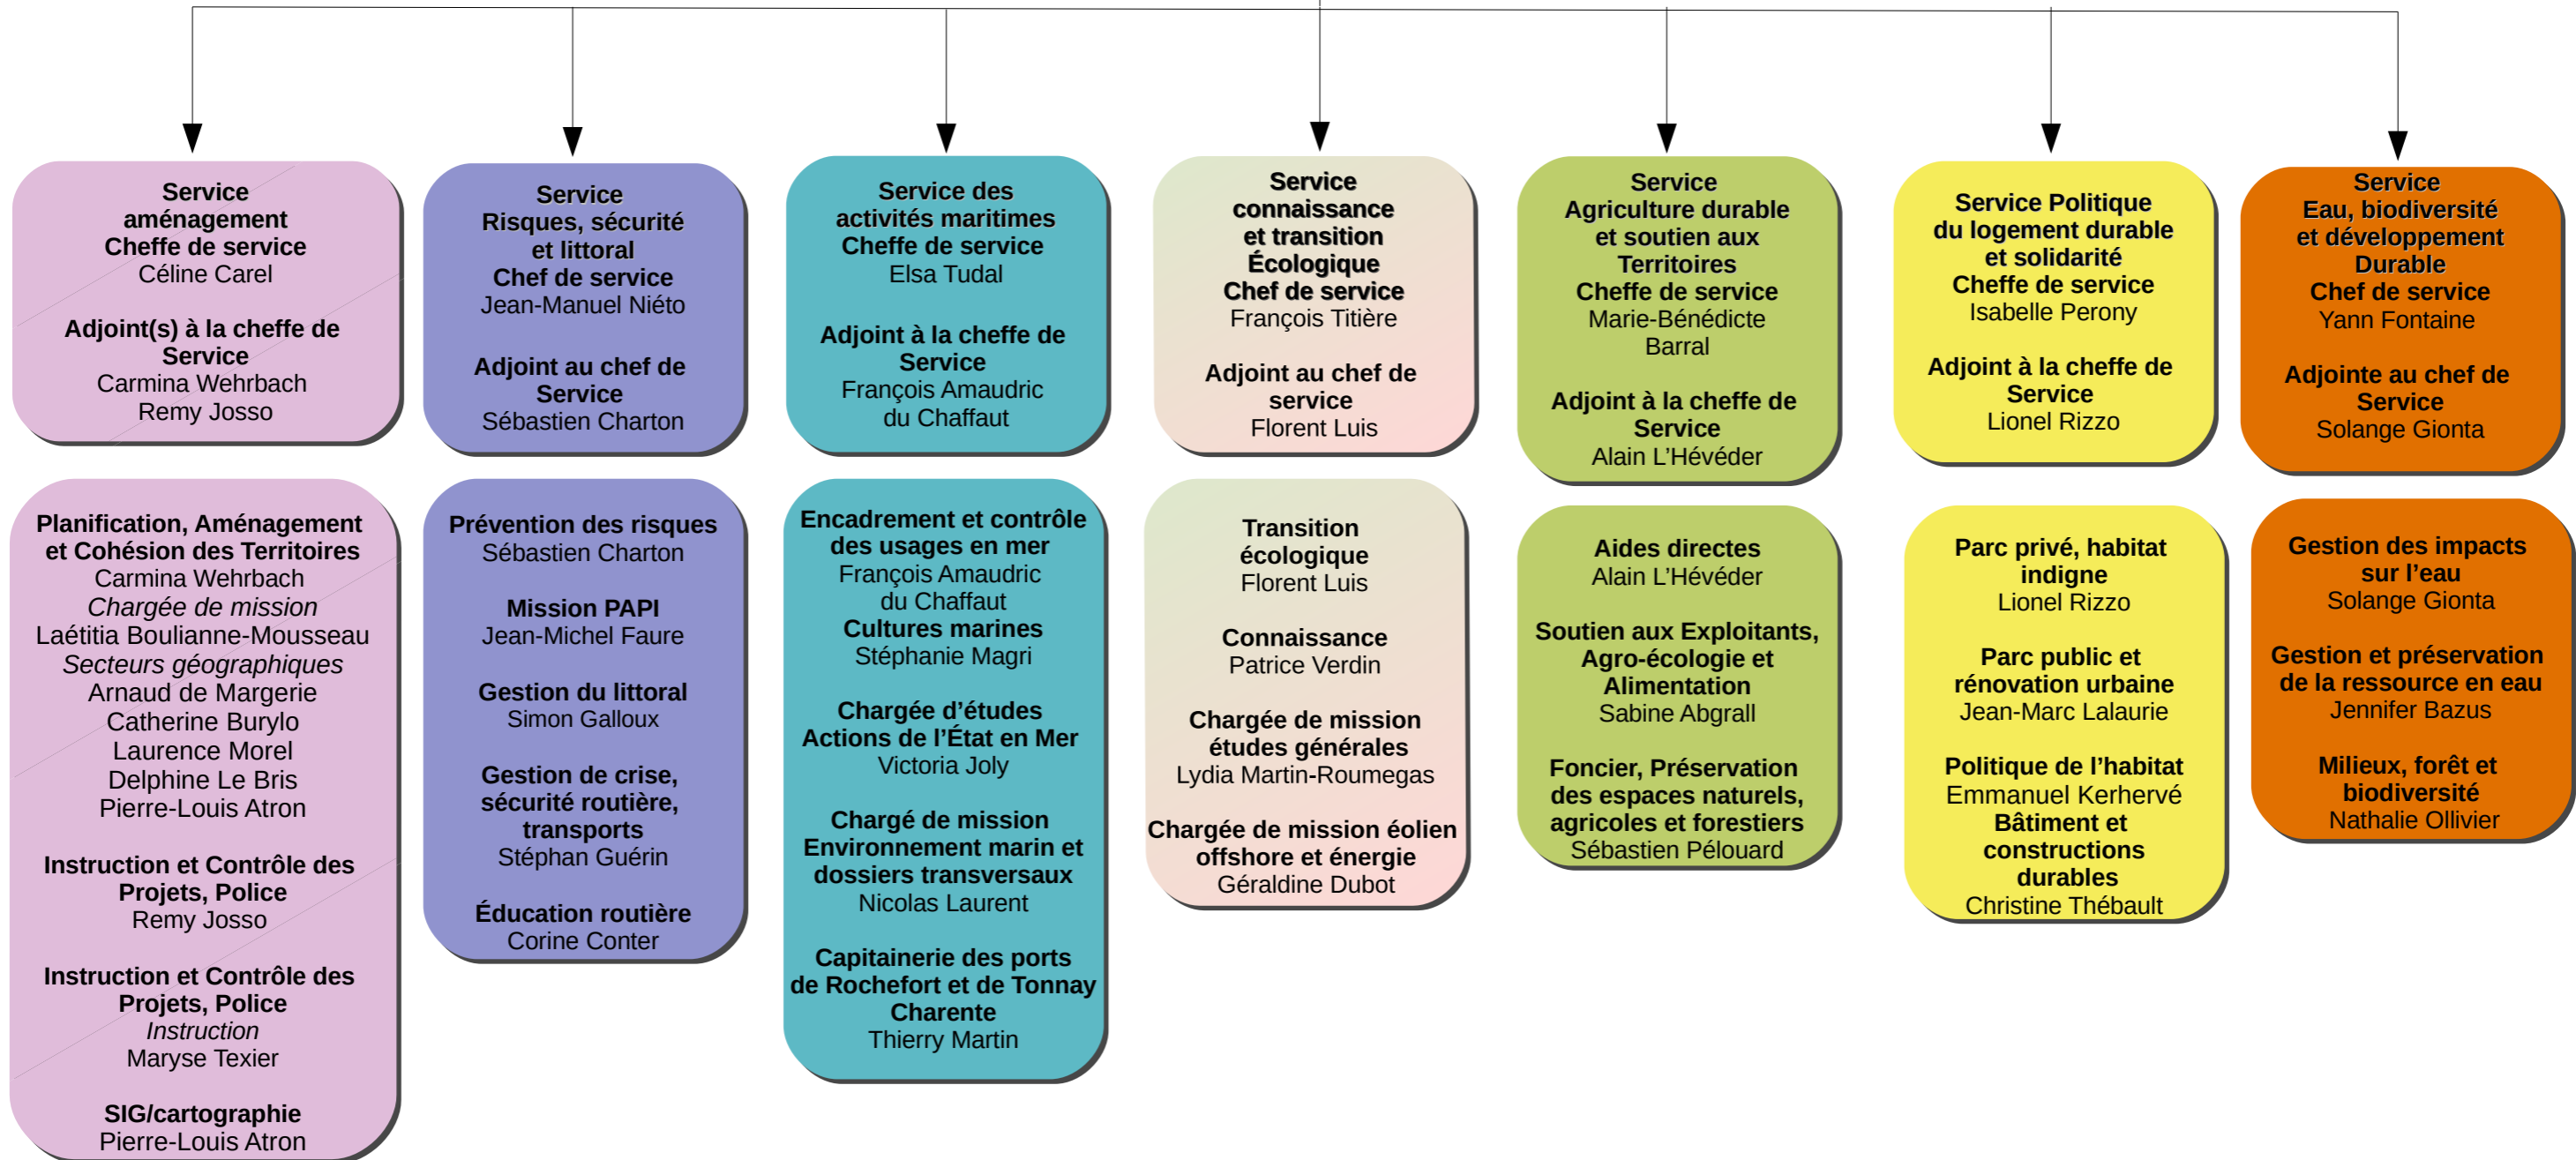 Service
aménagement
Cheffe de service
Céline Carel
Adjoint(s) à la cheffe de
Service
Carmina Wehrbach
Remy Josso
Planification, Aménagement
et Cohésion des Territoires
Carmina Wehrbach
Chargée de mission
Laétitia Boulianne-Mousseau
Secteurs géographiques
Arnaud de Margerie
Catherine Burylo
Laurence Morel
Delphine Le Bris
Pierre-Louis Atron
Instruction et Contrôle des
Projets, Police
Remy Josso
Instruction et Contrôle des
Projets, Police
Instruction
Maryse Texier
SIG/cartographie
Pierre-Louis Atron
Service
Risques, sécurité
et littoral
Chef de service
Jean-Manuel Niéto
Adjoint au chef de
Service
Sébastien Charton
Prévention des risques
Sébastien Charton
Mission PAPI
Jean-Michel Faure
Gestion du littoral
Simon Galloux
Gestion de crise,
sécurité routière,
transports
Stéphan Guérin
Éducation routière
Corine Conter
Service des
activités maritimes
Cheffe de service
Elsa Tudal
Adjoint à la cheffe de
Service
François Amaudric
du Chaffaut
Encadrement et contrôle
des usages en mer
François Amaudric
du Chaffaut
Cultures marines
Stéphanie Magri
Chargée d’études
Actions de l’État en Mer
Victoria Joly
Chargé de mission
Environnement marin et
dossiers transversaux
Nicolas Laurent
Capitainerie des ports
de Rochefort et de Tonnay
Charente
Thierry Martin
Service
connaissance
et transition
Écologique
Chef de service
François Titière
Adjoint au chef de
service
Florent Luis
Transition
écologique
Florent Luis
Connaissance
Patrice Verdin
Chargée de mission
études générales
Lydia Martin-Roumegas
Chargée de mission éolien
offshore et énergie
Géraldine Dubot
Service
Agriculture durable
et soutien aux
Territoires
Cheffe de service
Marie-Bénédicte
Barral
Adjoint à la cheffe de
Service
Alain L’Hévéder
Aides directes
Alain L’Hévéder
Soutien aux Exploitants,
Agro-écologie et
Alimentation
Sabine Abgrall
Foncier, Préservation
des espaces naturels,
agricoles et forestiers
Sébastien Pélouard
Service Politique
du logement durable
et solidarité
Cheffe de service
Isabelle Perony
Adjoint à la cheffe de
Service
Lionel Rizzo
Parc privé, habitat
indigne
Lionel Rizzo
Parc public et
rénovation urbaine
Jean-Marc Lalaurie
Politique de l’habitat
Emmanuel Kerhervé
Bâtiment et
constructions
durables
Christine Thébault
Service
Eau, biodiversité
et développement
Durable
Chef de service
Yann Fontaine
Adjointe au chef de
Service
Solange Gionta
Gestion des impacts
sur l’eau
Solange Gionta
Gestion et préservation
de la ressource en eau
Jennifer Bazus
Milieux, forêt et
biodiversité
Nathalie Ollivier